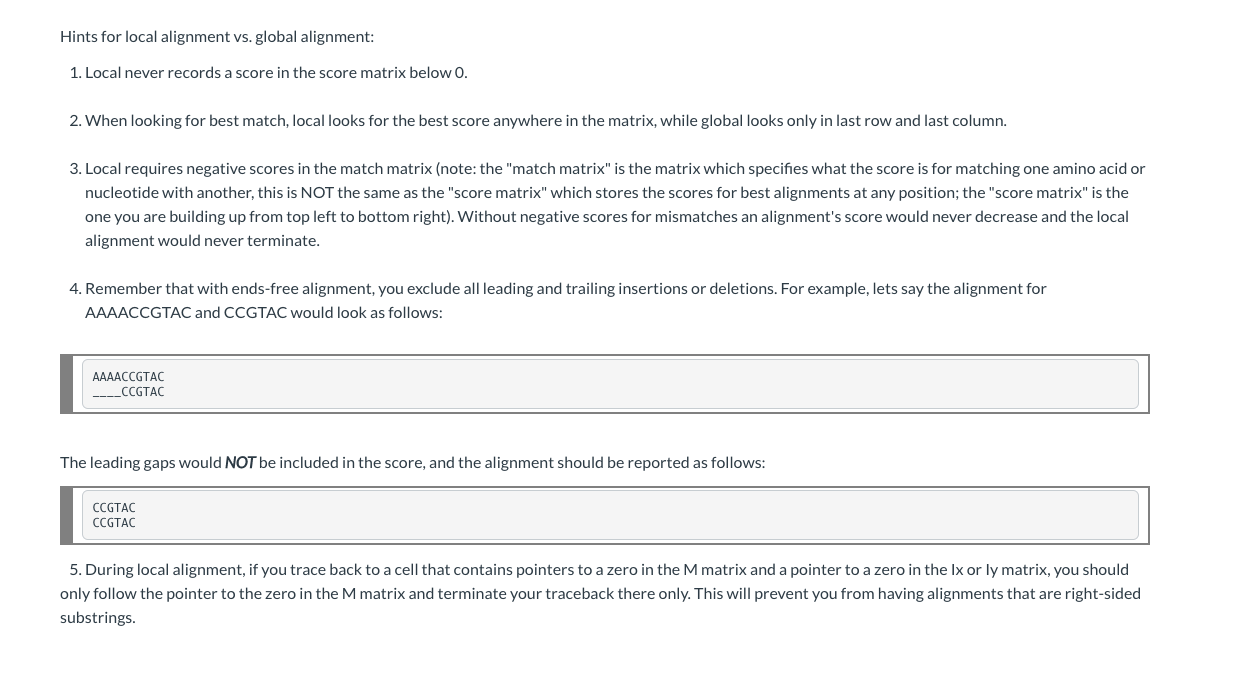 Hints for local alignment vs. global alignment:
1. Local never records a score in the score matrix below 0.
2. When looking for best match, local looks for the best score anywhere in the matrix, while global looks only in last row and last column.
3. Local requires negative scores in the match matrix (note: the "match matrix" is the matrix which specifies what the score is for matching one amino acid or
nucleotide with another, this is NOT the same as the "score matrix" which stores the scores for best alignments at any position; the "score matrix" is the
one you are building up from top left to bottom right). Without negative scores for mismatches an alignment's score would never decrease and the local
alignment would never terminate.
4. Remember that with ends-free alignment, you exclude all leading and trailing insertions or deletions. For example, lets say the alignment for
AAAACCGTAC and CCGTAC would look as follows:
AAAACCGTAC
____CCGTAC
The leading gaps would NOT be included in the score, and the alignment should be reported as follows:
CCGTAC
CCGTAC
5. During local alignment, if you trace back to a cell that contains pointers to a zero in the M matrix and a pointer to a zero in the Ix or Iy matrix, you should
only follow the pointer to the zero in the M matrix and terminate your traceback there only. This will prevent you from having alignments that are right-sided
substrings.